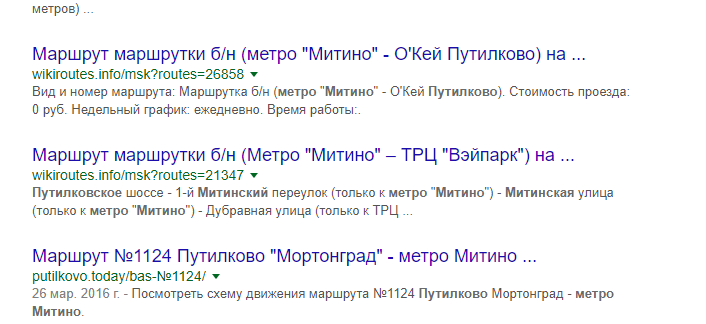 метров) ...
Маршрут маршрутки б/н (метро "Митино" - О'Кей Путилково) на ...
wikiroutes.info/msk?routes=26858
Вид и номер маршрута: Маршрутка б/н (метро "Митино" - О'Кей Путилково). Стоимость проезда:
0 руб. Недельный график: ежедневно. Время работы:.
Маршрут маршрутки б/н (Метро "Митино" – ТРЦ "Вэйпарк") на ...
wikiroutes.info/msk?routes=21347
Путилковское шоссе - 1-й Митинский переулок (только к метро "Митино") - Митинская улица
(только к метро "Митино") - Дубравная улица (только к ТРЦ ...
Маршрут №1124 Путилково "Мортонград" - метро Митино ...
putilkovo.today/bas-№1124/
26 мар. 2016 г. - Посмотреть схему движения маршрута №1124 Путилково Мортонград - метро
Митино.